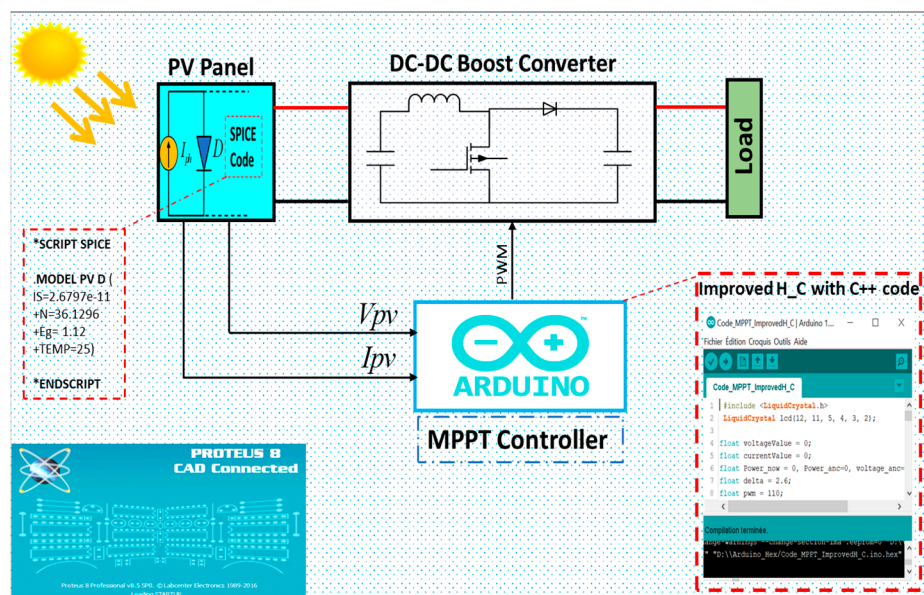 PV Panel
DC-DC Boost Converter
Iph
D
SPICE
Code
Load
*SCRIPT SPICE
.MODEL PV D (
IS=2.6797e-11
+N=36.1296
+Eg= 1.12
+TEMP=25)
*ENDSCRIPT
PWM
Vpv
Ipv
ARDUINO
TM
MPPT Controller
Improved H_C with C++ code
Code_MPPT_ImprovedH_C | Arduino 1...
Fichier Édition Croquis Outils Aide
Code_MPPT_ImprovedH_C
1 #include <LiquidCrystal.h>
2 LiquidCrystal lcd(12, 11, 5, 4, 3, 2);
3
4 float voltageValue = 0;
5 float currentValue = 0;
6 float Power_now = 0, Power_anc=0, voltage_anc=
7 float delta = 2.6;
8 float pwm = 110;
Compilation terminée.
" "D:\\Arduino_Hex/Code_MPPT_ImprovedH_C.ino.hex"
PROTEUS 8
CAD Connected
Proteus 8 Professional v8.5 SP0. © Labcenter Electronics 1989-2016